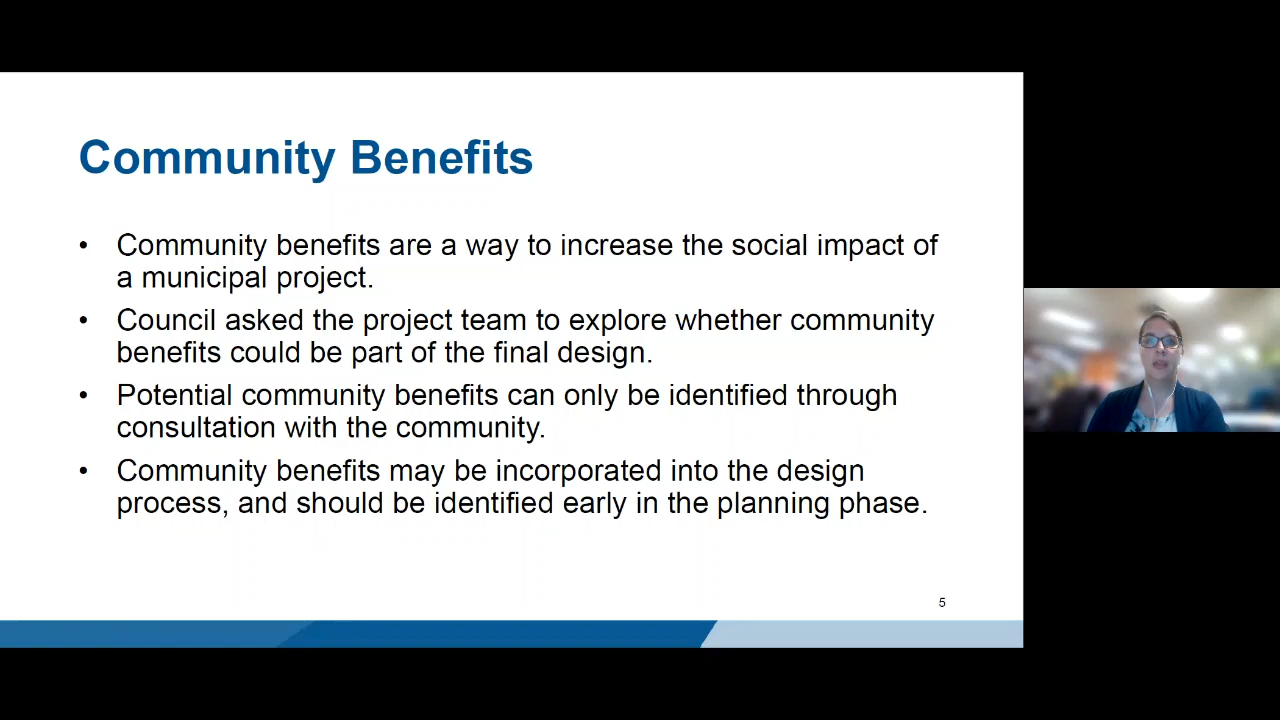 Community Benefits
• Community benefits are a way to increase the social impact of
a municipal project.
• Council asked the project team to explore whether community
benefits could be part of the final design.
• Potential community benefits can only be identified through
consultation with the community.
• Community benefits may be incorporated into the design
process, and should be identified early in the planning phase.
5